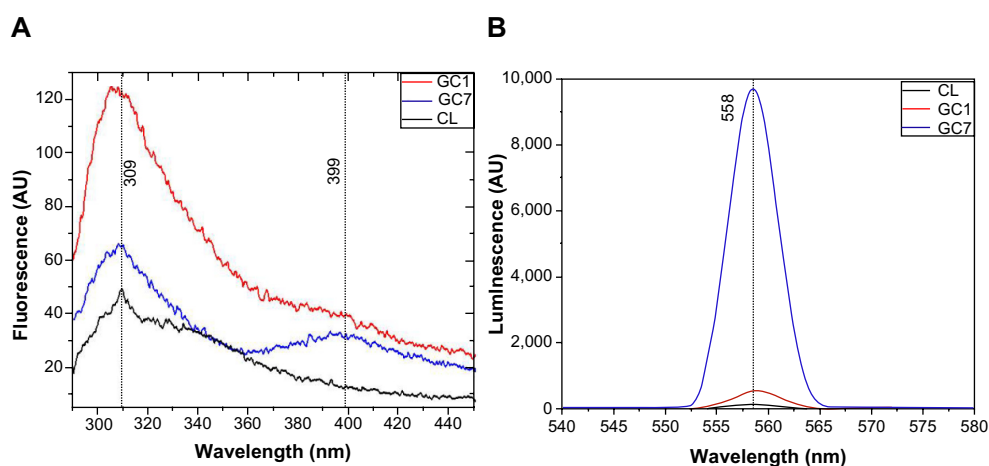 A
Fluorescence (AU)
120
100
80
60
40
20
300 320 340 360 380 400 420 440
Wavelength (nm)
309
399
GC1
GC7
CL
B
Luminescence (AU)
10,000
8,000
6,000
4,000
2,000
0
540 545 550 555 560 565 570 575 580
Wavelength (nm)
558
CL
GC1
GC7